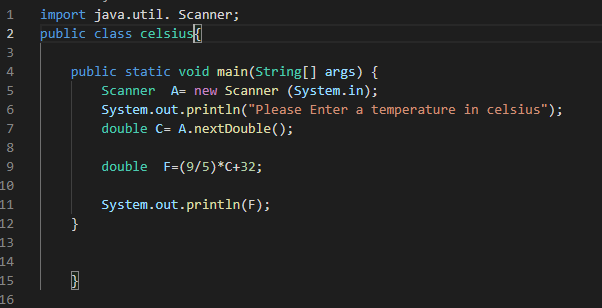 1 import java.util. Scanner;
2 public class celsius{
3
4 public static void main(String[] args) {
5 Scanner  A= new Scanner (System.in);
6 System.out.println("Please Enter a temperature in celsius");
7 double C= A.nextDouble();
8
9 double  F=(9/5)*C+32;
10
11 System.out.println(F);
12 }
13
14
15 }
16